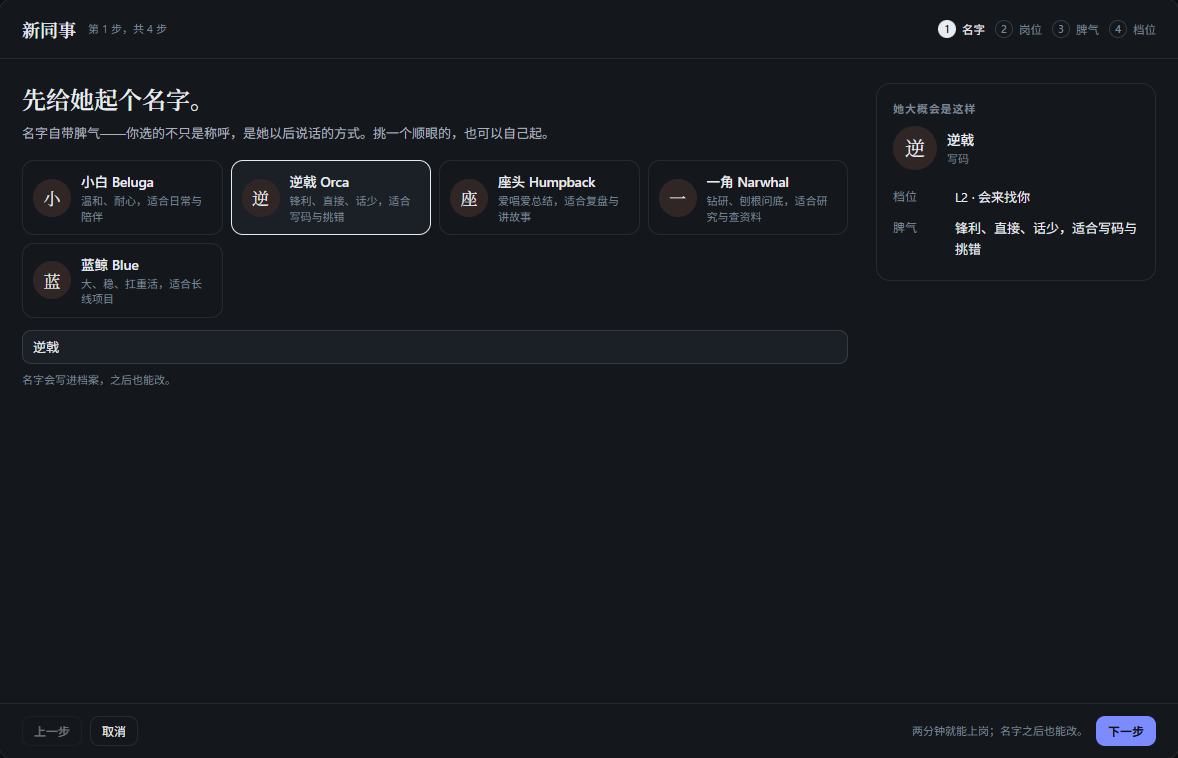 新同事 第 1 步，共 4 步
1 名字 2 岗位 3 脾气 4 档位
先给她起个名字。
名字自带脾气——你选的不只是称呼，是她以后说话的方式。挑一个顺眼的，也可以自己起。
小
小白 Beluga
温和、耐心，适合日常与
陪伴
逆
逆戟 Orca
锋利、直接、话少，适合
写码与挑错
座
座头 Humpback
爱唱爱总结，适合复盘与
讲故事
一
一角 Narwhal
钻研、刨根问底，适合研
究与查资料
蓝
蓝鲸 Blue
大、稳、扛重活，适合长
线项目
逆戟
名字会写进档案，之后也能改。
她大概会是这样
逆
逆戟
写码
档位 L2 · 会来找你
脾气 锋利、直接、话少，适合写码与
挑错
上一步 取消
两分钟就能上岗；名字之后也能改。 下一步